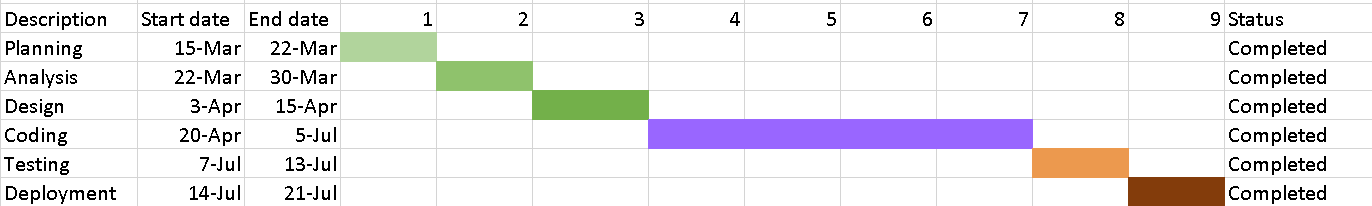 Description Start date End date 1 2 3 4 5 6 7 8 9 Status
Planning 15-Mar 22-Mar Completed
Analysis 22-Mar 30-Mar Completed
Design 3-Apr 15-Apr Completed
Coding 20-Apr 5-Jul Completed
Testing 7-Jul 13-Jul Completed
Deployment 14-Jul 21-Jul Completed